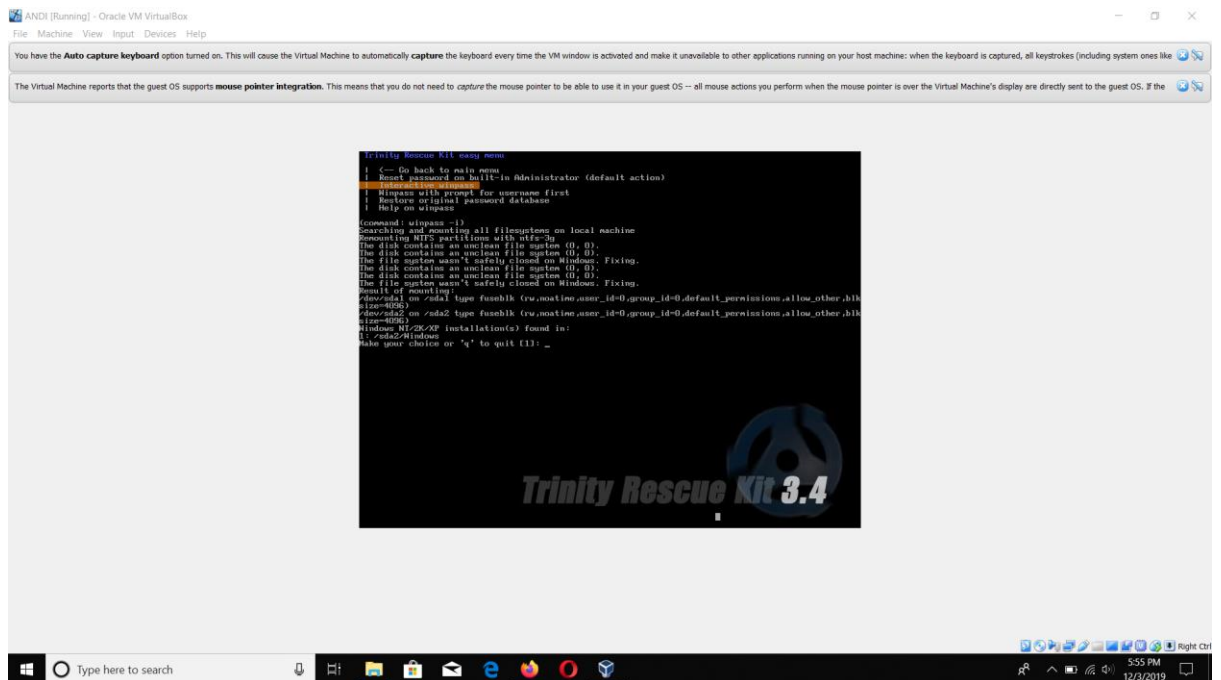 ANDI [Running] - Oracle VM VirtualBox
File Machine View Input Devices Help
You have the Auto capture keyboard option turned on. This will cause the Virtual Machine to automatically capture the keyboard every time the VM window is activated and make it unavailable to other applications running on your host machine: when the keyboard is captured, all keystrokes (including system ones like
The Virtual Machine reports that the guest OS supports mouse pointer integration. This means that you do not need to capture the mouse pointer to be able to use it in your guest OS -- all mouse actions you perform when the mouse pointer is over the Virtual Machine's display are directly sent to the guest OS. If the
Trinity Rescue Kit easy menu
| <-- Go back to main menu
| Reset password on built-in Administrator (default action)
| Interactive winpass
| Winpass with prompt for username first
| Restore original password database
| Help on winpass
(command: winpass -i)
Searching and mounting all filesystems on local machine
Remounting NTFS partitions with ntfs-3g
The disk contains an unclean file system (0, 0).
The disk contains an unclean file system (0, 0).
The file system wasn't safely closed on Windows. Fixing.
The disk contains an unclean file system (0, 0).
The file system wasn't safely closed on Windows. Fixing.
Result of mounting:
/dev/sda1 on /sda1 type fuseblk (rw,noatime,user_id=0,group_id=0,default_permissions,allow_other,blk
size=4096)
/dev/sda2 on /sda2 type fuseblk (rw,noatime,user_id=0,group_id=0,default_permissions,allow_other,blk
size=4096)
Windows NT/2K/XP installation(s) found in:
1: /sda2/Windows
Make your choice or 'q' to quit [1]: _
Trinity Rescue Kit 3.4
Right Ctrl
Type here to search
5:55 PM
12/3/2019